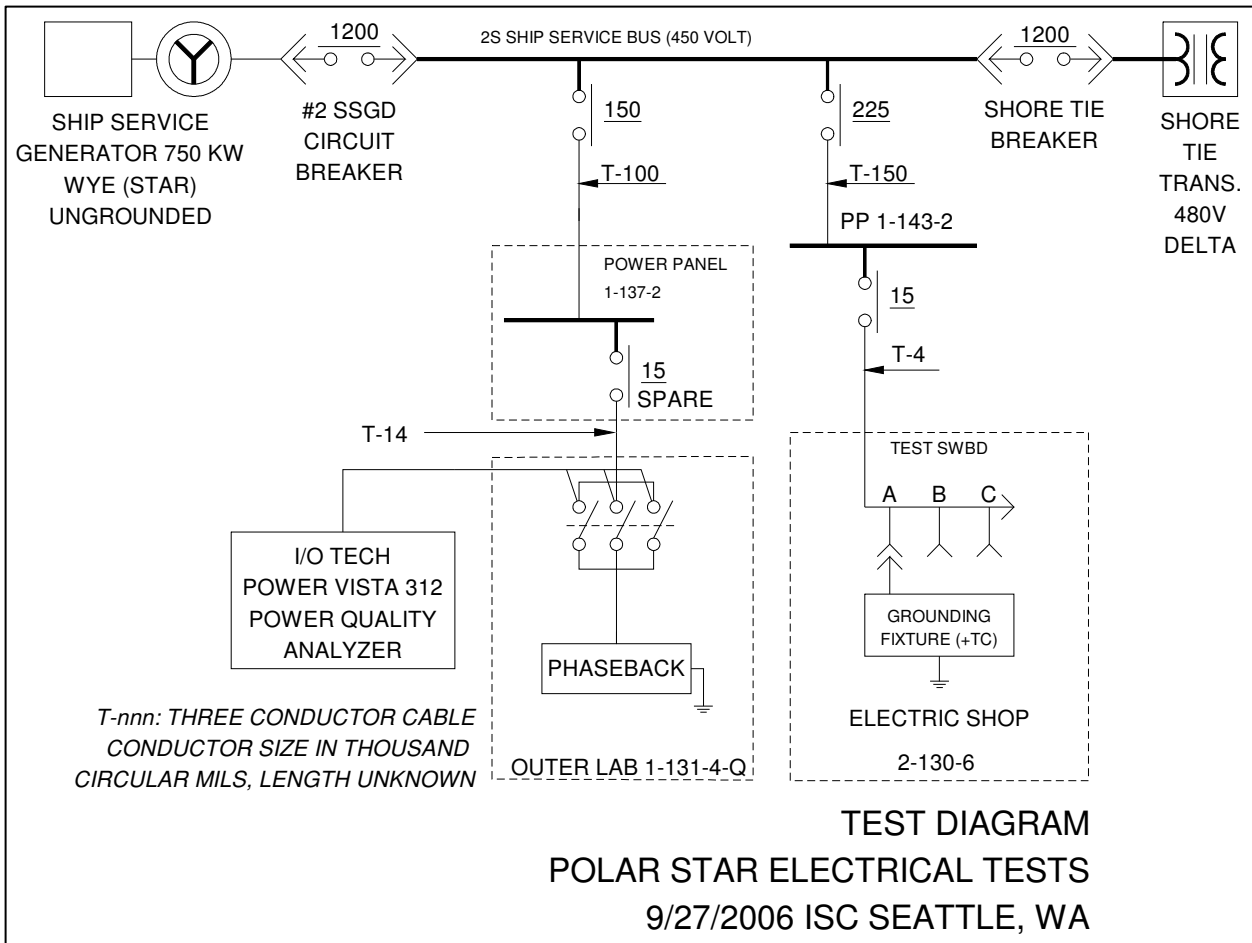 1200
2S SHIP SERVICE BUS (450 VOLT)
1200
SHIP SERVICE
GENERATOR 750 KW
WYE (STAR)
UNGROUNDED
#2 SSGD
CIRCUIT
BREAKER
150
225
SHORE TIE
BREAKER
SHORE
TIE
TRANS.
480V
DELTA
T-100
T-150
PP 1-143-2
POWER PANEL
1-137-2
15
SPARE
15
T-4
T-14
TEST SWBD
A B C
I/O TECH
POWER VISTA 312
POWER QUALITY
ANALYZER
PHASEBACK
GROUNDING
FIXTURE (+TC)
ELECTRIC SHOP
2-130-6
T-nnn: THREE CONDUCTOR CABLE
CONDUCTOR SIZE IN THOUSAND
CIRCULAR MILS, LENGTH UNKNOWN
OUTER LAB 1-131-4-Q
TEST DIAGRAM
POLAR STAR ELECTRICAL TESTS
9/27/2006 ISC SEATTLE, WA